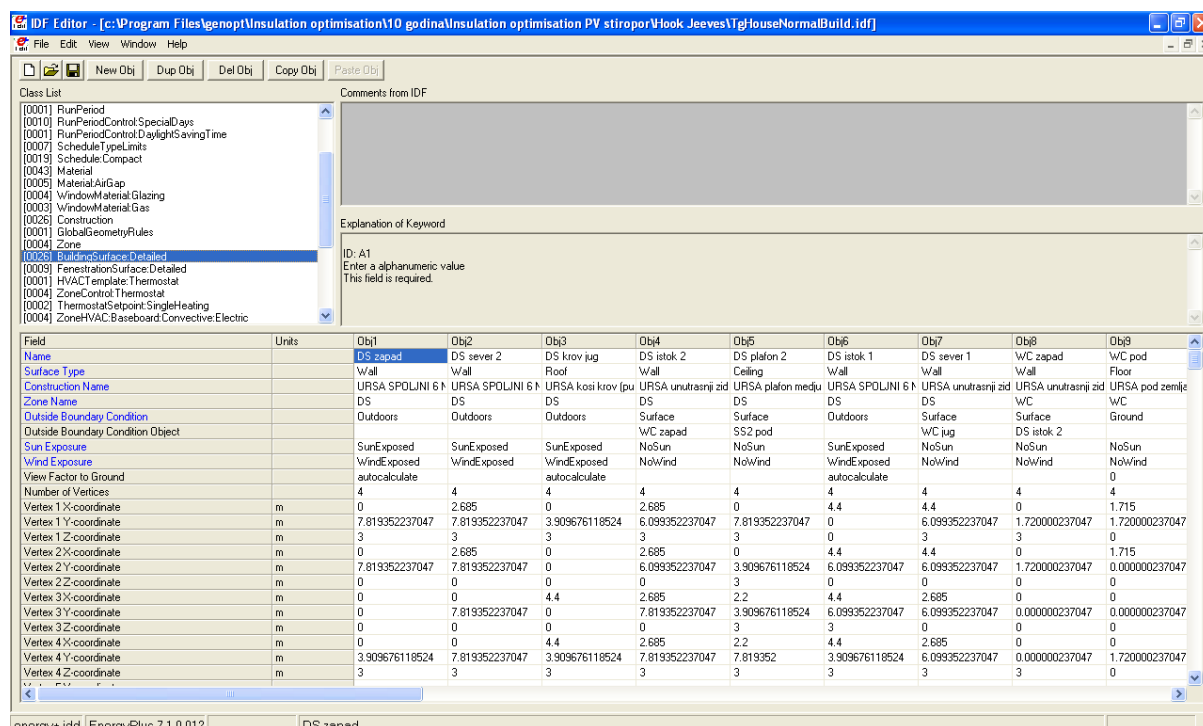 IDF Editor - [c:\Program Files\genopt\Insulation optimisation\10 godina\Insulation optimisation PV stiropor\Hook Jeeves\TgHouseNormalBuild.idf]
File Edit View Window Help
New Obj Dup Obj Del Obj Copy Obj Paste Obj
Class List
[0001] RunPeriod
[0010] RunPeriodControl:SpecialDays
[0001] RunPeriodControl:DaylightSavingTime
[0007] ScheduleTypeLimits
[0019] Schedule:Compact
[0043] Material
[0005] Material:AirGap
[0004] WindowMaterial:Glazing
[0003] WindowMaterial:Gas
[0026] Construction
[0001] GlobalGeometryRules
[0004] Zone
[0026] BuildingSurface:Detailed
[0009] FenestrationSurface:Detailed
[0001] HVACTemplate:Thermostat
[0004] ZoneControl:Thermostat
[0002] ThermostatSetpoint:SingleHeating
[0004] ZoneHVAC:Baseboard:Convective:Electric
Comments from IDF
Explanation of Keyword
ID: A1
Enter a alphanumeric value
This field is required.
Field Units Obj1 Obj2 Obj3 Obj4 Obj5 Obj6 Obj7 Obj8 Obj9
Name DS zapad DS sever 2 DS krov jug DS istok 2 DS plafon 2 DS istok 1 DS sever 1 WC zapad WC pod
Surface Type Wall Wall Roof Wall Ceiling Wall Wall Wall Floor
Construction Name URSA SPOLJNI 6 N URSA SPOLJNI 6 N URSA kosi krov (pu URSA unutrasnji zid URSA plafon medju URSA SPOLJNI 6 N URSA unutrasnji zid URSA unutrasnji zid URSA pod zemlja
Zone Name DS DS DS DS DS DS DS WC WC
Outside Boundary Condition Outdoors Outdoors Outdoors Surface Surface Outdoors Surface Surface Ground
Outside Boundary Condition Object WC zapad SS2 pod WC jug DS istok 2
Sun Exposure SunExposed SunExposed SunExposed NoSun NoSun SunExposed NoSun NoSun NoSun
Wind Exposure WindExposed WindExposed WindExposed NoWind NoWind WindExposed NoWind NoWind NoWind
View Factor to Ground autocalculate autocalculate autocalculate 0
Number of Vertices 4 4 4 4 4 4 4 4 4
Vertex 1 X-coordinate m 0 2.685 0 2.685 0 4.4 4.4 0 1.715
Vertex 1 Y-coordinate m 7.819352237047 7.819352237047 3.909676118524 6.099352237047 7.819352237047 0 6.099352237047 1.720000237047 1.720000237047
Vertex 1 Z-coordinate m 3 3 3 3 3 0 3 3 0
Vertex 2 X-coordinate m 0 2.685 0 2.685 0 4.4 4.4 0 1.715
Vertex 2 Y-coordinate m 7.819352237047 7.819352237047 0 6.099352237047 3.909676118524 6.099352237047 6.099352237047 1.720000237047 0.000000237047
Vertex 2 Z-coordinate m 0 0 0 0 3 0 0 0 0
Vertex 3 X-coordinate m 0 0 4.4 2.685 2.2 4.4 2.685 0 0
Vertex 3 Y-coordinate m 0 7.819352237047 0 7.819352237047 3.909676118524 6.099352237047 6.099352237047 0.000000237047 0.000000237047
Vertex 3 Z-coordinate m 0 0 0 0 3 3 0 0 0
Vertex 4 X-coordinate m 0 0 4.4 2.685 2.2 4.4 2.685 0 0
Vertex 4 Y-coordinate m 3.909676118524 7.819352237047 3.909676118524 7.819352237047 7.819352 3.909676118524 6.099352237047 0.000000237047 1.720000237047
Vertex 4 Z-coordinate m 3 3 3 3 3 3 3 3 0
energy+.idd EnergyPlus 7.1.0.012 DS zapad